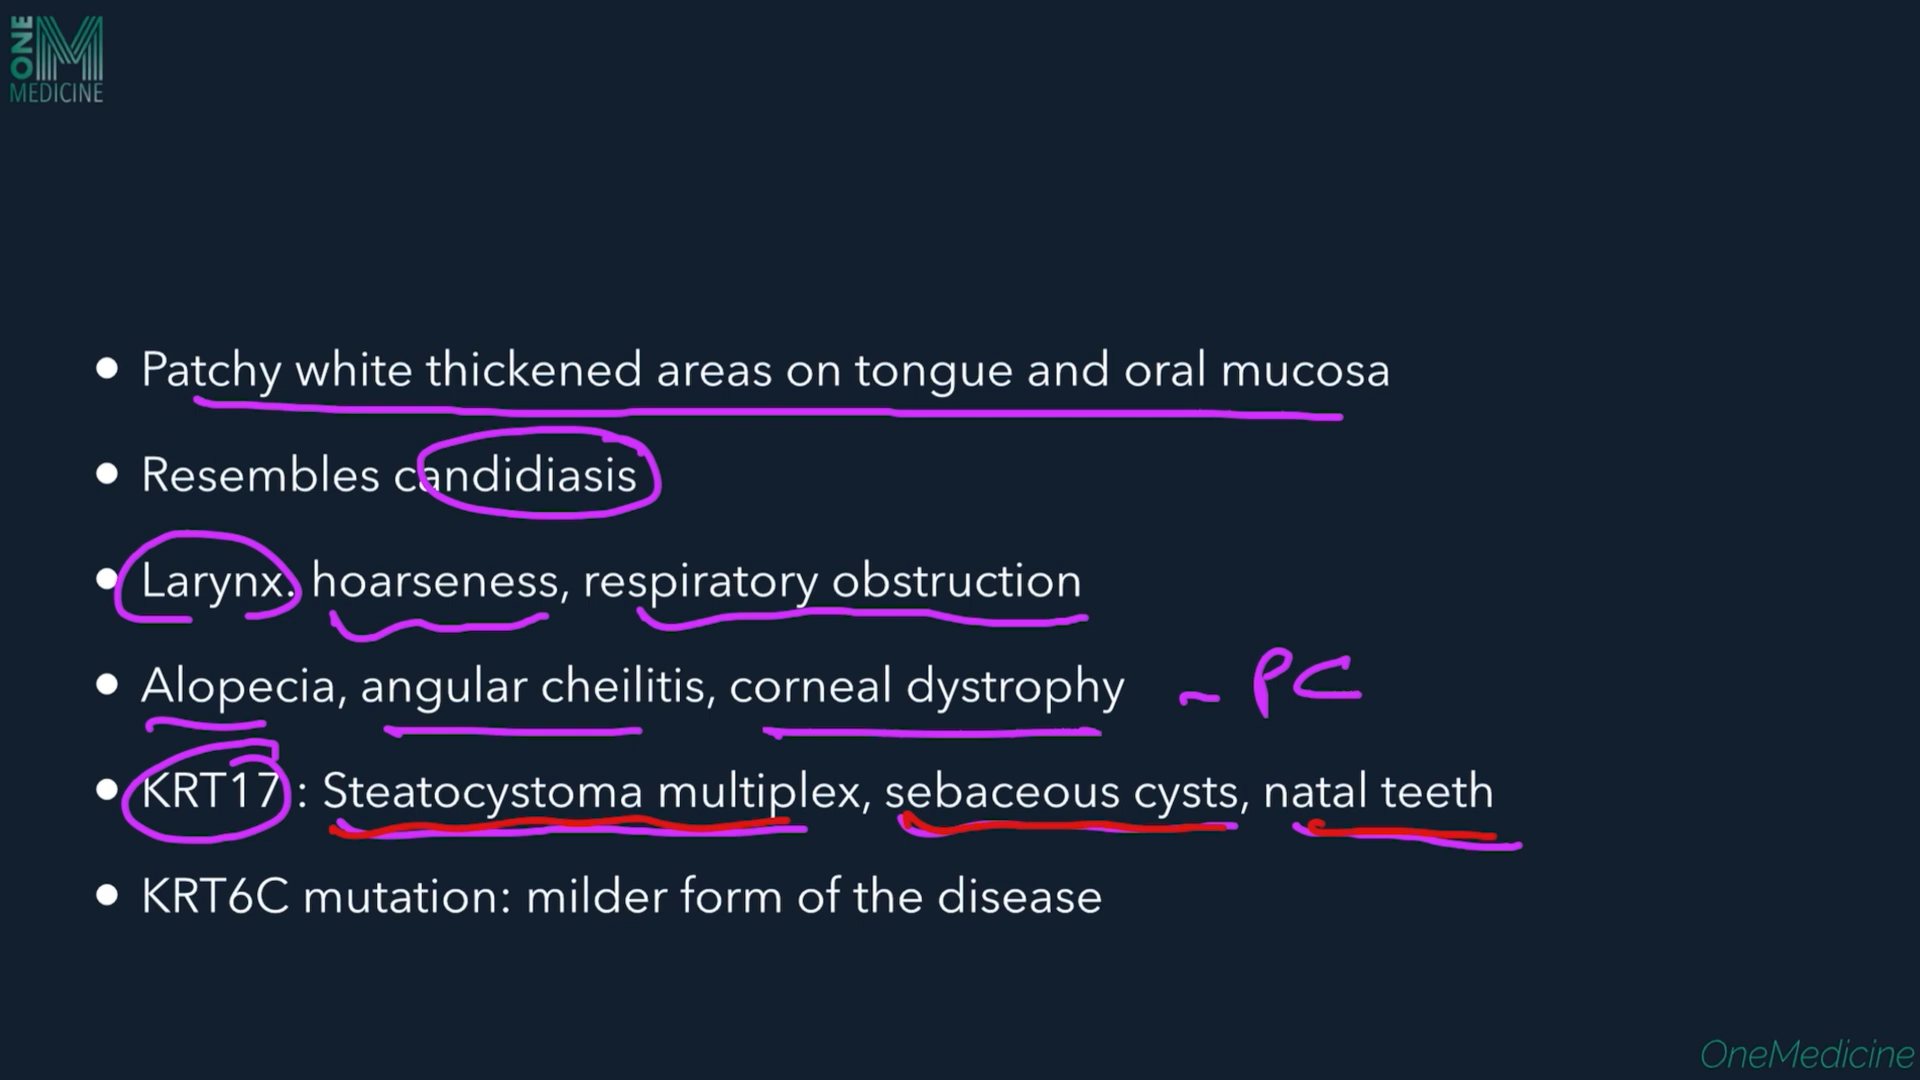 ONE M
MEDICINE
• Patchy white thickened areas on tongue and oral mucosa
• Resembles candidiasis
• Larynx: hoarseness, respiratory obstruction
• Alopecia, angular cheilitis, corneal dystrophy – PC
• KRT17 : Steatocystoma multiplex, sebaceous cysts, natal teeth
• KRT6C mutation: milder form of the disease
OneMedicine